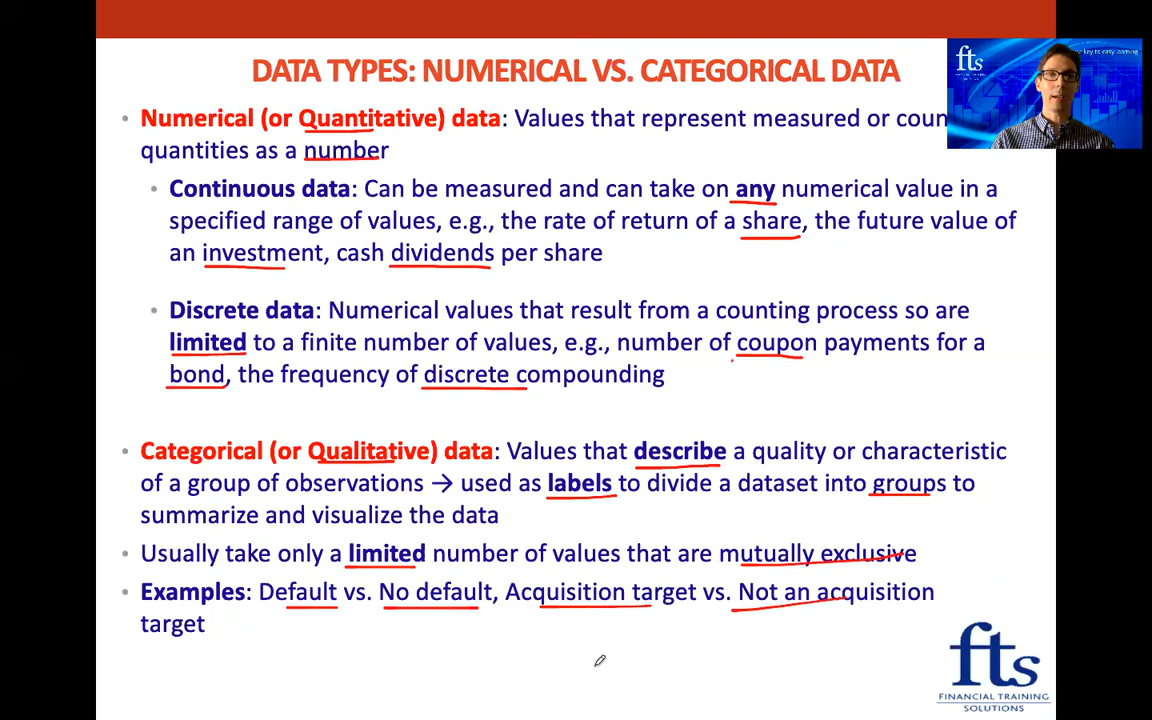 DATA TYPES: NUMERICAL VS. CATEGORICAL DATA
fts
key to easy learning
• Numerical (or Quantitative) data: Values that represent measured or coun
quantities as a number
• Continuous data: Can be measured and can take on any numerical value in a
specified range of values, e.g., the rate of return of a share, the future value of
an investment, cash dividends per share
• Discrete data: Numerical values that result from a counting process so are
limited to a finite number of values, e.g., number of coupon payments for a
bond, the frequency of discrete compounding
• Categorical (or Qualitative) data: Values that describe a quality or characteristic
of a group of observations → used as labels to divide a dataset into groups to
summarize and visualize the data
• Usually take only a limited number of values that are mutually exclusive
• Examples: Default vs. No default, Acquisition target vs. Not an acquisition
target
fts
FINANCIAL TRAINING
SOLUTIONS